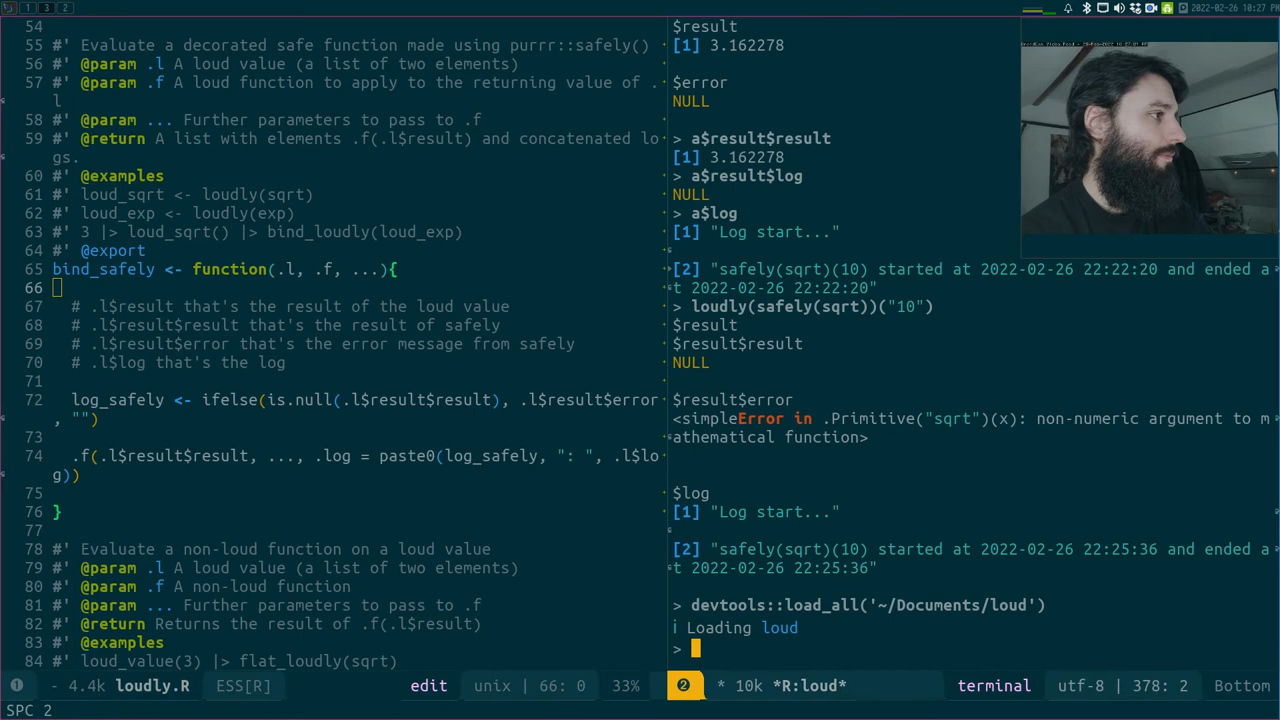 1 3 2
2022-02-26 10:27 PM
54
55 #' Evaluate a decorated safe function made using purrr::safely()
56 #' @param .l A loud value (a list of two elements)
57 #' @param .f A loud function to apply to the returning value of .
l
58 #' @param ... Further parameters to pass to .f
59 #' @return A list with elements .f(.l$result) and concatenated lo
gs.
60 #' @examples
61 #' loud_sqrt <- loudly(sqrt)
62 #' loud_exp <- loudly(exp)
63 #' 3 |> loud_sqrt() |> bind_loudly(loud_exp)
64 #' @export
65 bind_safely <- function(.l, .f, ...){
66
67 # .l$result that's the result of the loud value
68 # .l$result$result that's the result of safely
69 # .l$result$error that's the error message from safely
70 # .l$log that's the log
71
72 log_safely <- ifelse(is.null(.l$result$result), .l$result$error
, "")
73
74 .f(.l$result$result, ..., .log = paste0(log_safely, ": ", .l$lo
g))
75
76 }
77
78 #' Evaluate a non-loud function on a loud value
79 #' @param .l A loud value (a list of two elements)
80 #' @param .f A non-loud function
81 #' @param ... Further parameters to pass to .f
82 #' @return Returns the result of .f(.l$result)
83 #' @examples
84 #' loud_value(3) |> flat_loudly(sqrt)
$result
[1] 3.162278
$error
NULL
> a$result$result
[1] 3.162278
> a$result$log
NULL
> a$log
[1] "Log start..."
[2] "safely(sqrt)(10) started at 2022-02-26 22:22:20 and ended a
t 2022-02-26 22:22:20"
> loudly(safely(sqrt))("10")
$result
$result$result
NULL
$result$error
<simpleError in .Primitive("sqrt")(x): non-numeric argument to m
athematical function>
$log
[1] "Log start..."
[2] "safely(sqrt)(10) started at 2022-02-26 22:25:36 and ended a
t 2022-02-26 22:25:36"
> devtools::load_all('~/Documents/loud')
i Loading loud
>
1 - 4.4k loudly.R ESS[R] edit unix | 66: 0 33%
2 * 10k *R:loud* terminal utf-8 | 378: 2 Bottom
SPC 2